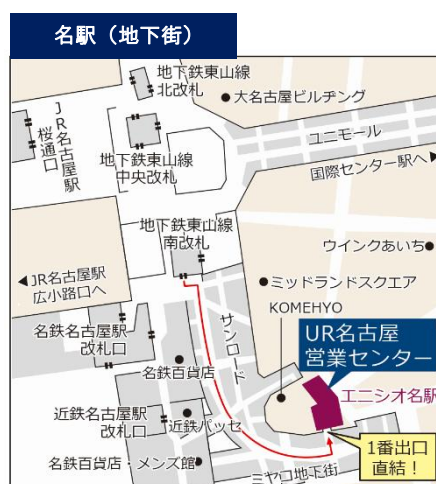 名駅（地下街）
地下鉄東山線
北改札
大名古屋ビルヂング
JR名古屋駅
桜通口
ユニモール
地下鉄東山線
中央改札
国際センター駅へ
地下鉄東山線
南改札
ウインクあいち
JR名古屋駅
広小路口へ
ミッドランドスクエア
KOMEHYO
サンロード
名鉄名古屋駅
改札口
UR名古屋
営業センター
名鉄百貨店
エニシオ名駅
近鉄名古屋駅
改札口
近鉄パッセ
1番出口
直結！
名鉄百貨店・メンズ館
ミヤコ地下街